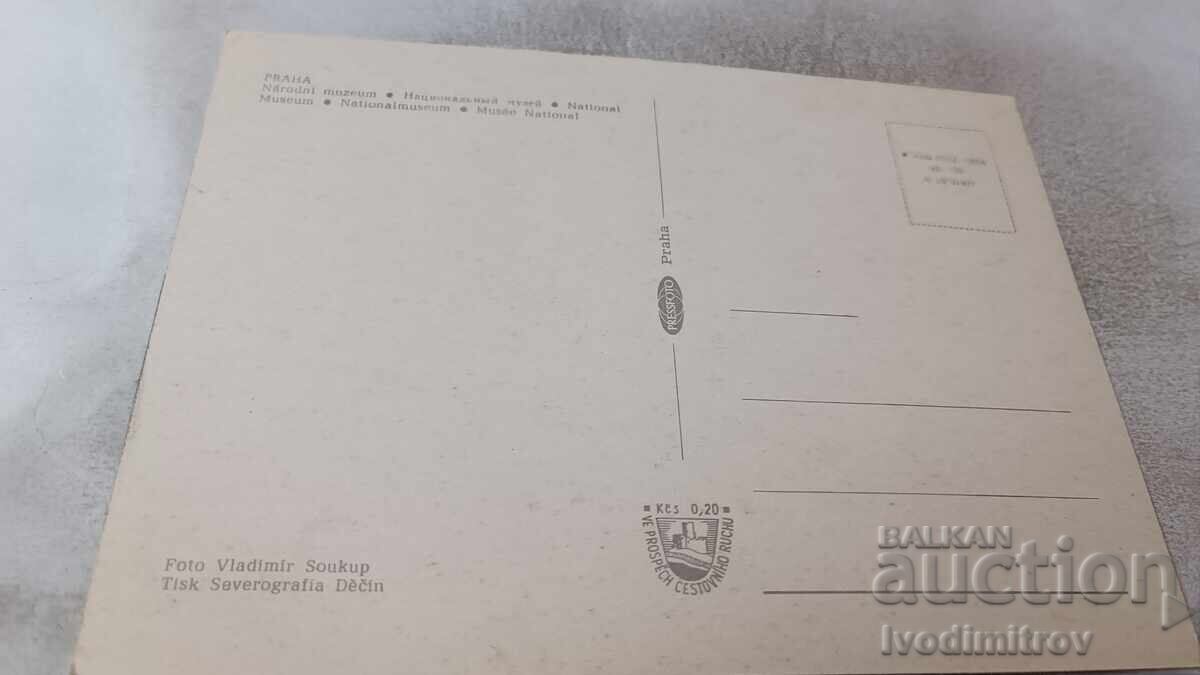 PRAHA
Národní muzeum ● Национальный музей ● National
Museum ● Nationalmuseum ● Musée National
Praha
PRESSFOTO
Kčs 0,20
VE PROSPĚCH CESTOVNÍHO RUCHU
Foto Vladimír Soukup
Tisk Severografia Děčín
BALKAN
auction
Ivodimitrov